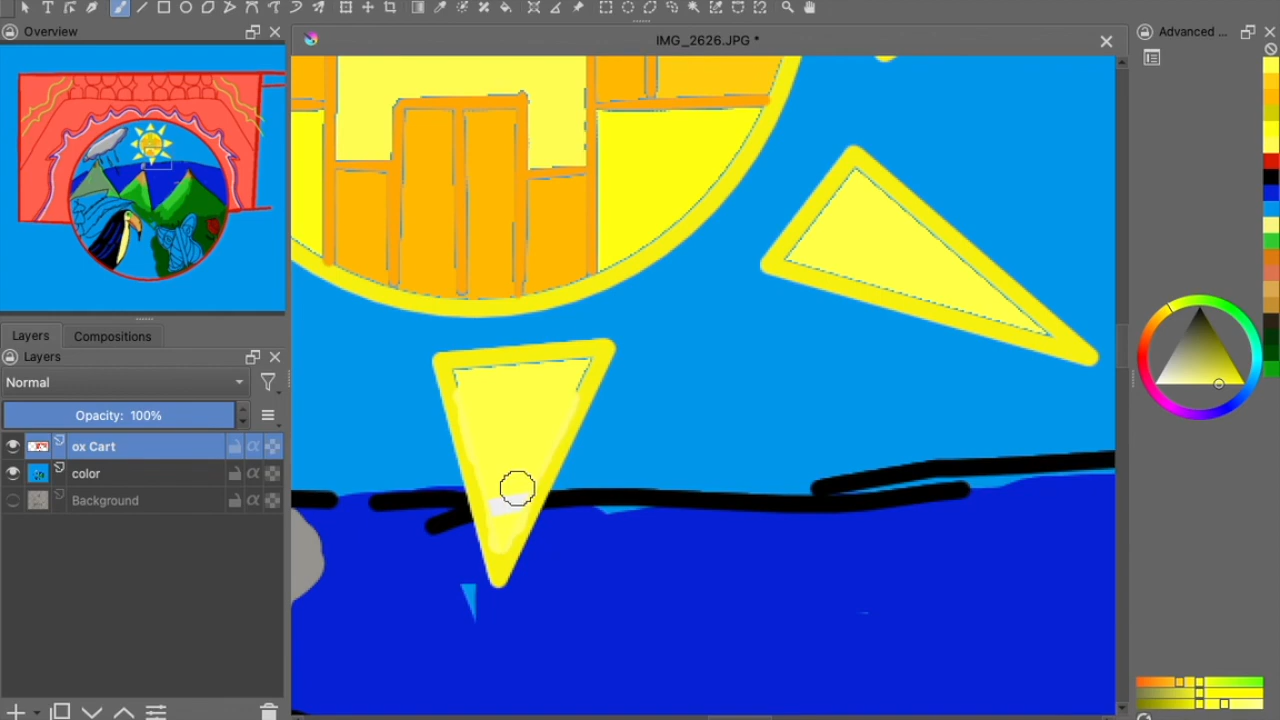 Overview
IMG_2626.JPG *
Advanced ...
Layers
Compositions
Layers
Normal
Opacity: 100%
ox Cart
color
Background